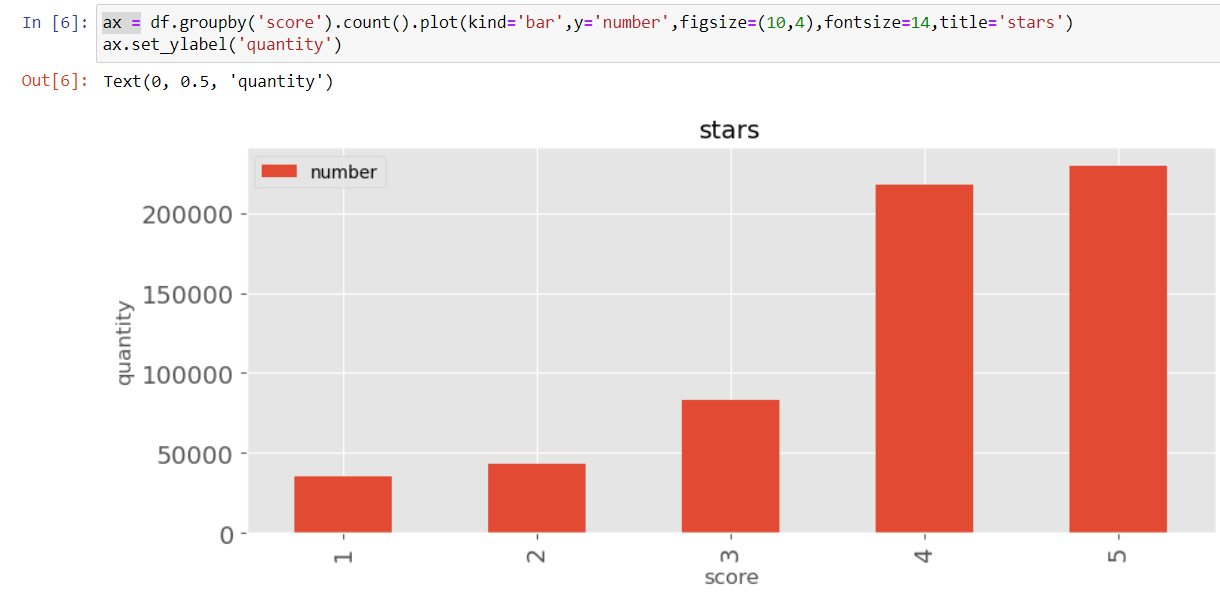 In [6]: ax = df.groupby('score').count().plot(kind='bar',y='number',figsize=(10,4),fontsize=14,title='stars')
ax.set_ylabel('quantity')
Out[6]: Text(0, 0.5, 'quantity')
stars
number
200000
150000
100000
50000
0
quantity
1 2 3 4 5
score